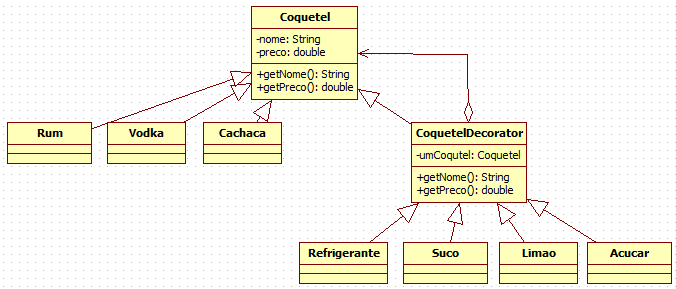 Coquetel
-nome: String
-preco: double
+getNome(): String
+getPreco(): double
Rum
Vodka
Cachaca
CoquetelDecorator
-umCoqutel: Coquetel
+getNome(): String
+getPreco(): double
Refrigerante
Suco
Limao
Acucar